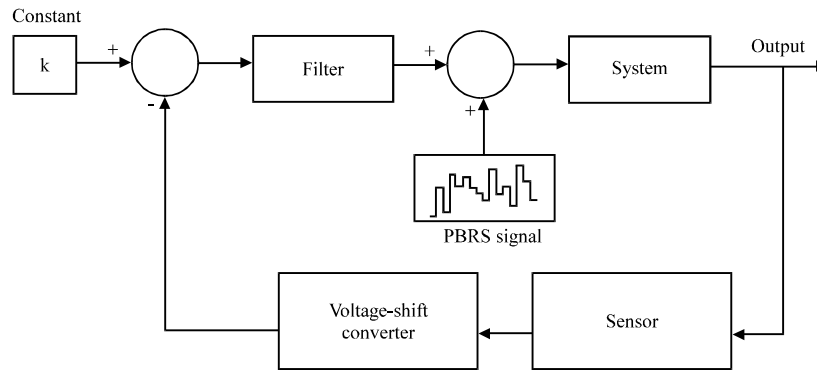 Constant
k
+
-
Filter
+
+
System
Output
PBRS signal
Voltage-shift
converter
Sensor